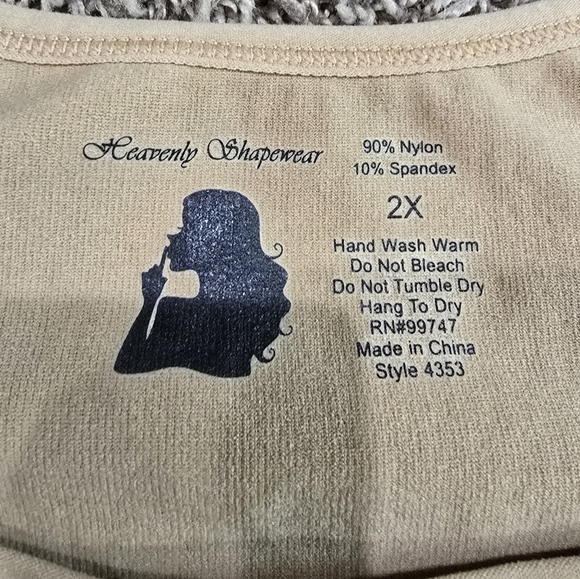 Heavenly Shapewear
90% Nylon
10% Spandex
2X
Hand Wash Warm
Do Not Bleach
Do Not Tumble Dry
Hang To Dry
RN#99747
Made in China
Style 4353